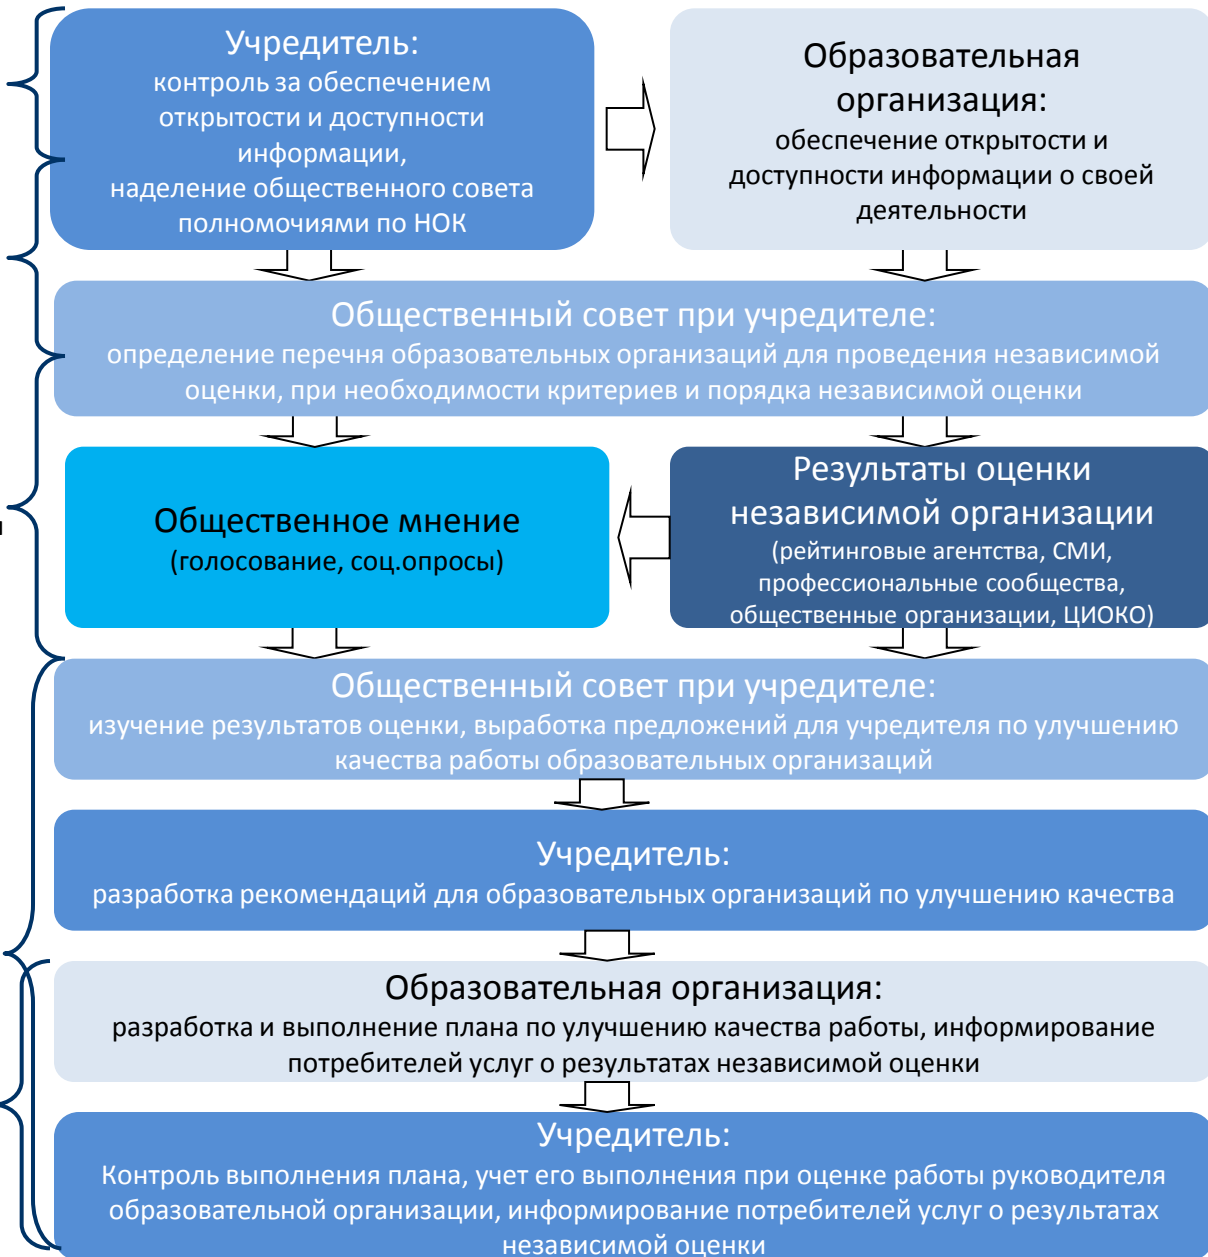 Учредитель:
контроль за обеспечением
открытости и доступности
информации,
наделение общественного совета
полномочиями по НОК
Образовательная
организация:
обеспечение открытости и
доступности информации о своей
деятельности
Общественный совет при учредителе:
определение перечня образовательных организаций для проведения независимой
оценки, при необходимости критериев и порядка независимой оценки
Общественное мнение
(голосование, соц.опросы)
Результаты оценки
независимой организации
(рейтинговые агентства, СМИ,
профессиональные сообщества,
общественные организации, ЦИОКО)
Общественный совет при учредителе:
изучение результатов оценки, выработка предложений для учредителя по улучшению
качества работы образовательных организаций
Учредитель:
разработка рекомендаций для образовательных организаций по улучшению качества
Образовательная организация:
разработка и выполнение плана по улучшению качества работы, информирование
потребителей услуг о результатах независимой оценки
Учредитель:
Контроль выполнения плана, учет его выполнения при оценке работы руководителя
образовательной организации, информирование потребителей услуг о результатах
независимой оценки